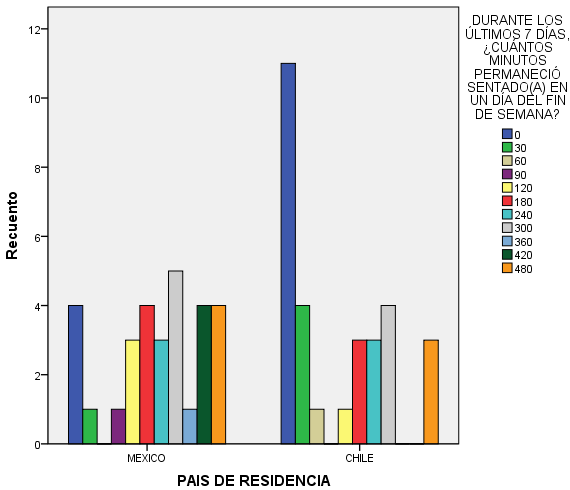 DURANTE LOS
ÚLTIMOS 7 DÍAS,
¿CUÁNTOS
MINUTOS
PERMANECIÓ
SENTADO(A) EN
UN DÍA DEL FIN
DE SEMANA?
0
30
60
90
120
180
240
300
360
420
480
12
10
8
6
4
2
0
Recuento
MEXICO
CHILE
PAIS DE RESIDENCIA